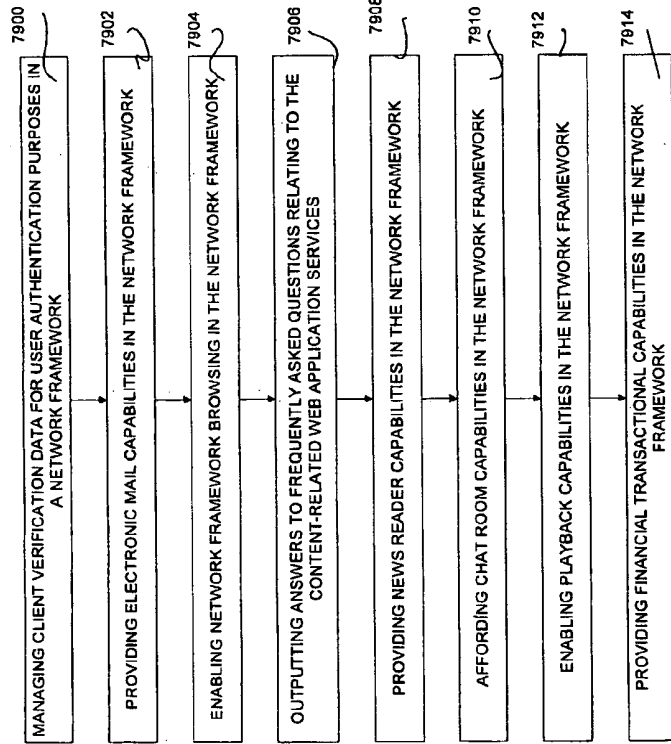 7900
MANAGING CLIENT VERIFICATION DATA FOR USER AUTHENTICATION PURPOSES IN
A NETWORK FRAMEWORK
7902
PROVIDING ELECTRONIC MAIL CAPABILITIES IN THE NETWORK FRAMEWORK
7904
ENABLING NETWORK FRAMEWORK BROWSING IN THE NETWORK FRAMEWORK
7906
OUTPUTTING ANSWERS TO FREQUENTLY ASKED QUESTIONS RELATING TO THE
CONTENT-RELATED WEB APPLICATION SERVICES
7908
PROVIDING NEWS READER CAPABILITIES IN THE NETWORK FRAMEWORK
7910
AFFORDING CHAT ROOM CAPABILITIES IN THE NETWORK FRAMEWORK
7912
ENABLING PLAYBACK CAPABILITIES IN THE NETWORK FRAMEWORK
7914
PROVIDING FINANCIAL TRANSACTIONAL CAPABILITIES IN THE NETWORK
FRAMEWORK